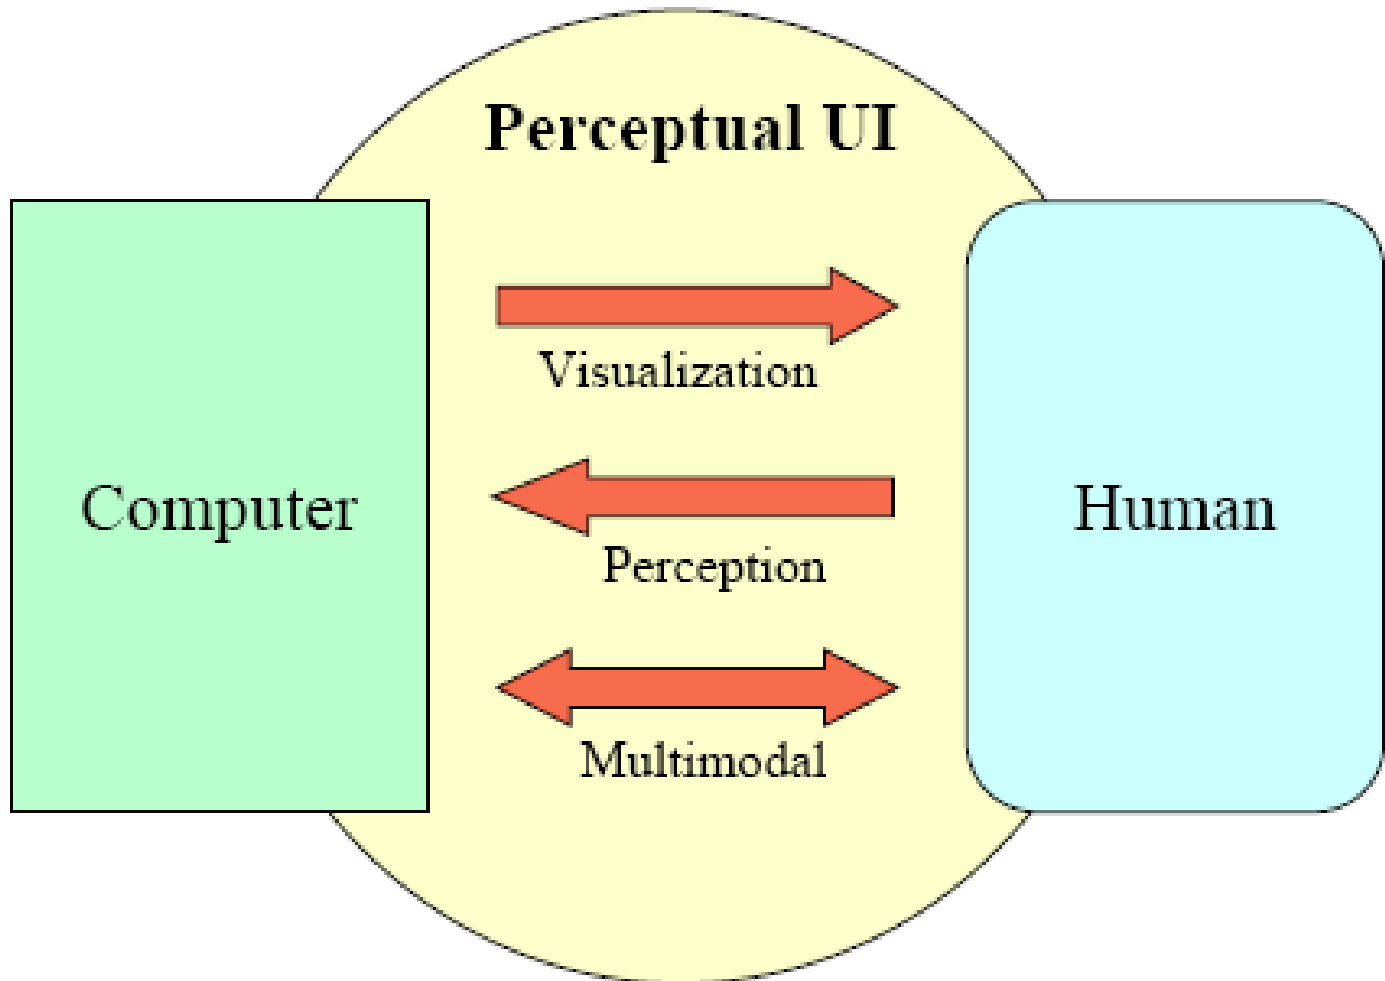 Perceptual UI
Visualization
Computer
Human
Perception
Multimodal